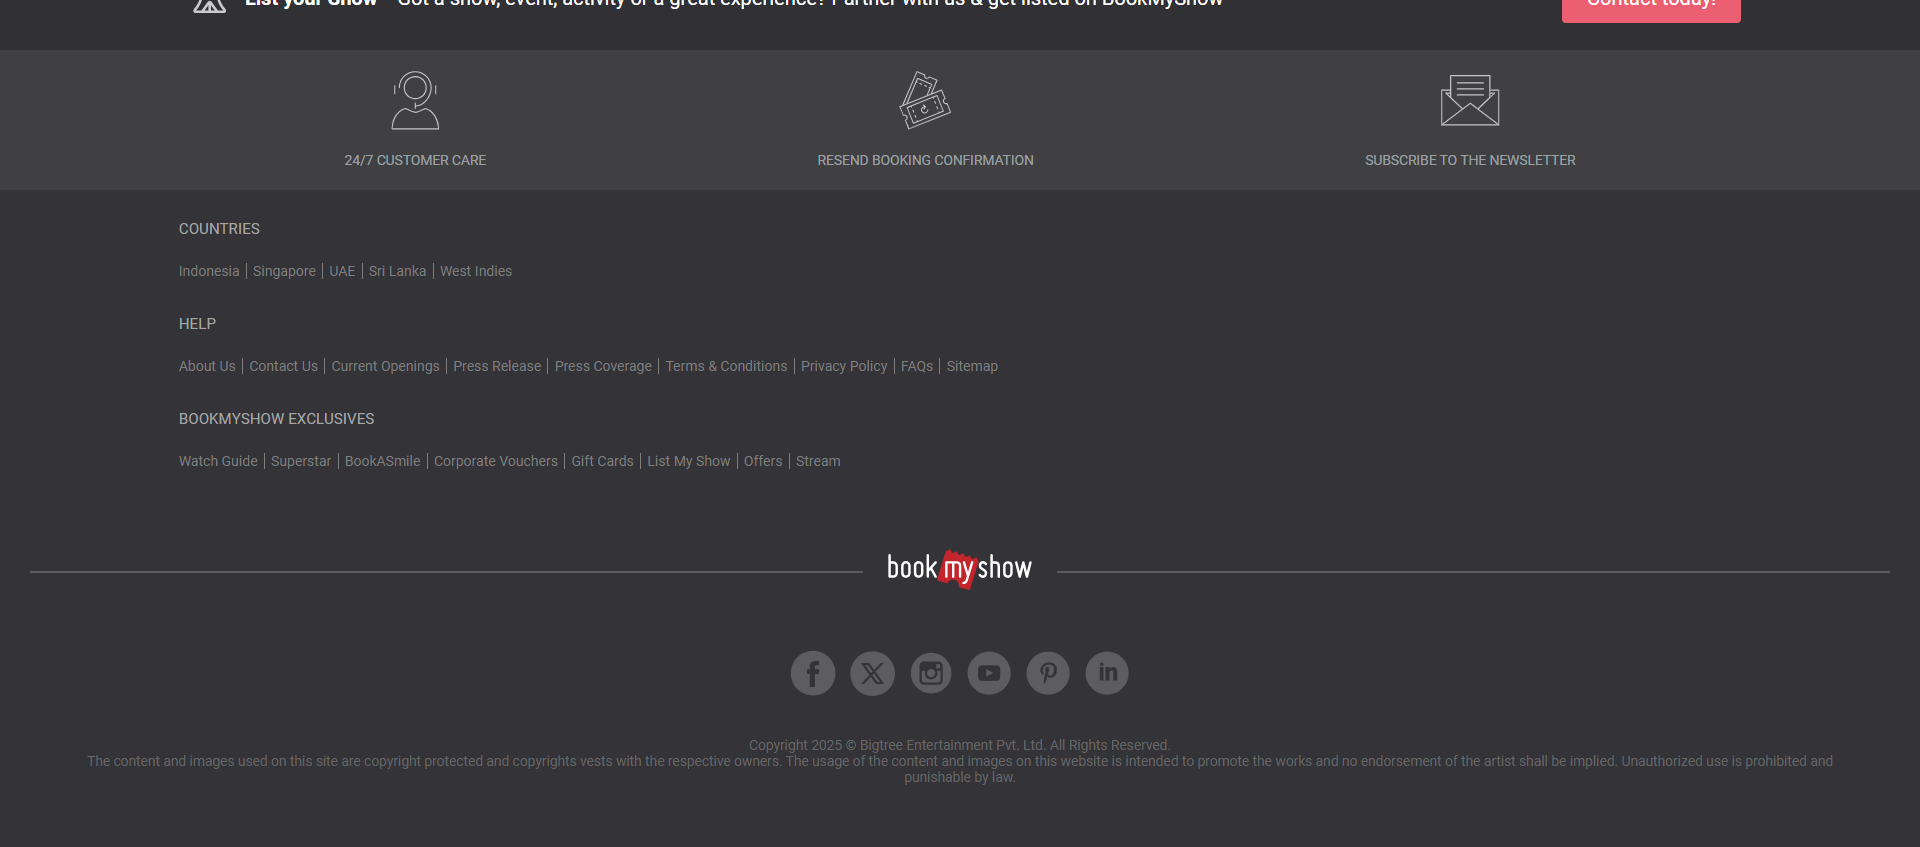 List your Show Got a show, event, activity or a great experience? Partner with us & get listed on BookMyShow
Contact today!
24/7 CUSTOMER CARE
RESEND BOOKING CONFIRMATION
SUBSCRIBE TO THE NEWSLETTER
COUNTRIES
Indonesia | Singapore | UAE | Sri Lanka | West Indies
HELP
About Us | Contact Us | Current Openings | Press Release | Press Coverage | Terms & Conditions | Privacy Policy | FAQs | Sitemap
BOOKMYSHOW EXCLUSIVES
Watch Guide | Superstar | BookASmile | Corporate Vouchers | Gift Cards | List My Show | Offers | Stream
book my show
Copyright 2025 © Bigtree Entertainment Pvt. Ltd. All Rights Reserved.
The content and images used on this site are copyright protected and copyrights vests with the respective owners. The usage of the content and images on this website is intended to promote the works and no endorsement of the artist shall be implied. Unauthorized use is prohibited and
punishable by law.